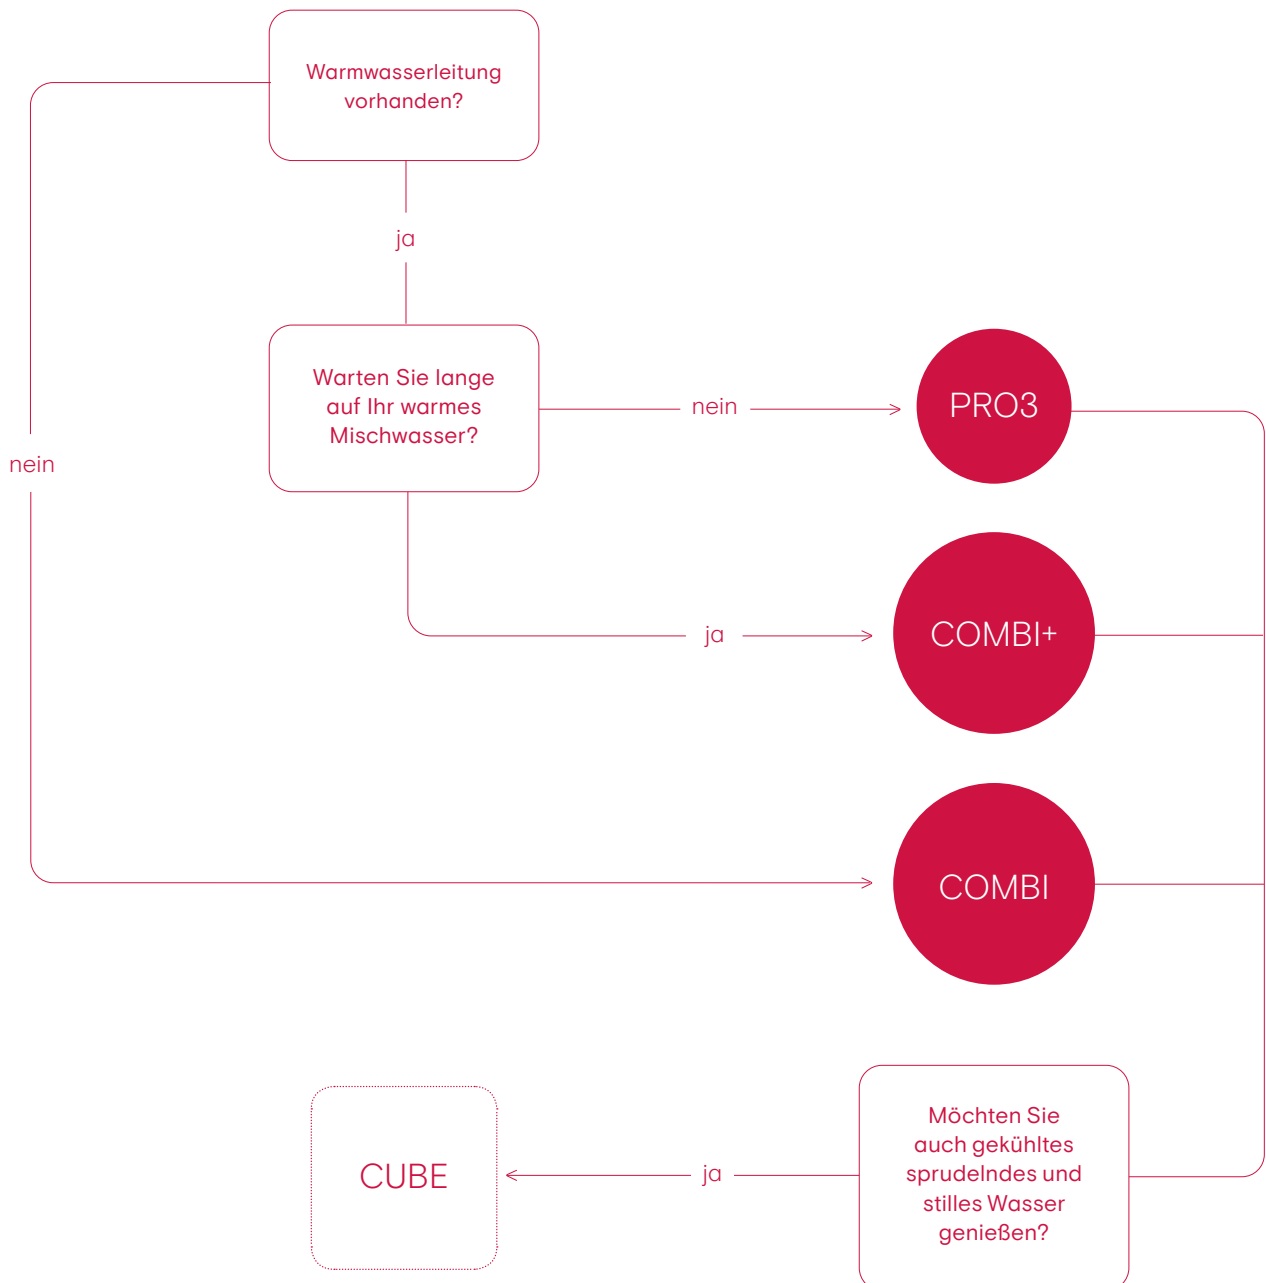 Warmwasserleitung
vorhanden?
ja
Warten Sie lange
auf Ihr warmes
Mischwasser?
nein
PRO3
nein
ja
COMBI+
COMBI
Möchten Sie
auch gekühltes
sprudelndes und
stilles Wasser
genießen?
ja
CUBE